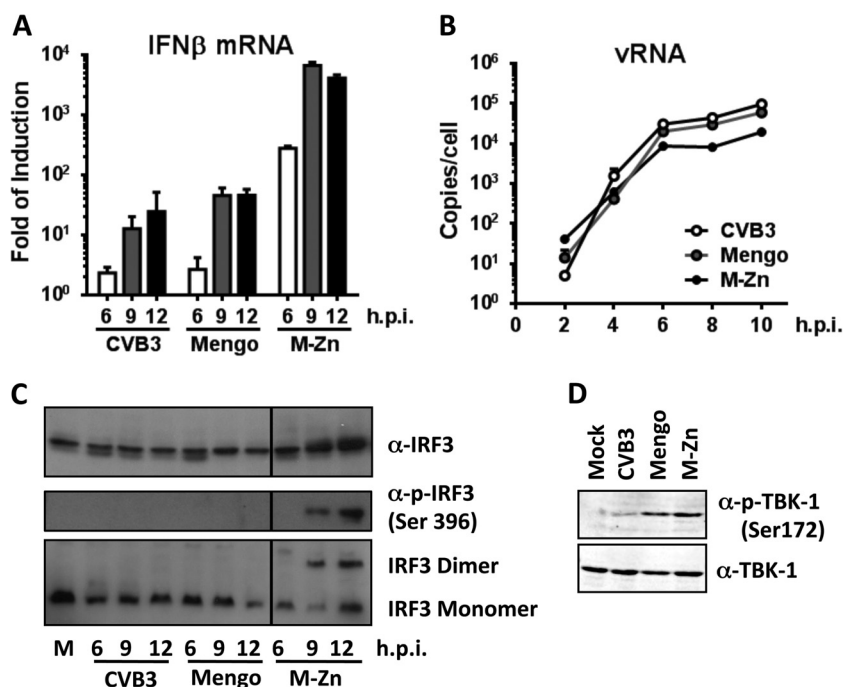 A
IFNβ mRNA
Fold of Induction
10⁴
10³
10²
10¹
10⁰
6 9 12 6 9 12 6 9 12 h.p.i.
CVB3 Mengo M-Zn
B
vRNA
Copies/cell
10⁶
10⁵
10⁴
10³
10²
10¹
10⁰
CVB3
Mengo
M-Zn
0 2 4 6 8 10 h.p.i.
C
α-IRF3
α-p-IRF3
(Ser 396)
IRF3 Dimer
IRF3 Monomer
M 6 9 12 6 9 12 6 9 12 h.p.i.
CVB3 Mengo M-Zn
D
Mock CVB3 Mengo M-Zn
α-p-TBK-1
(Ser172)
α-TBK-1